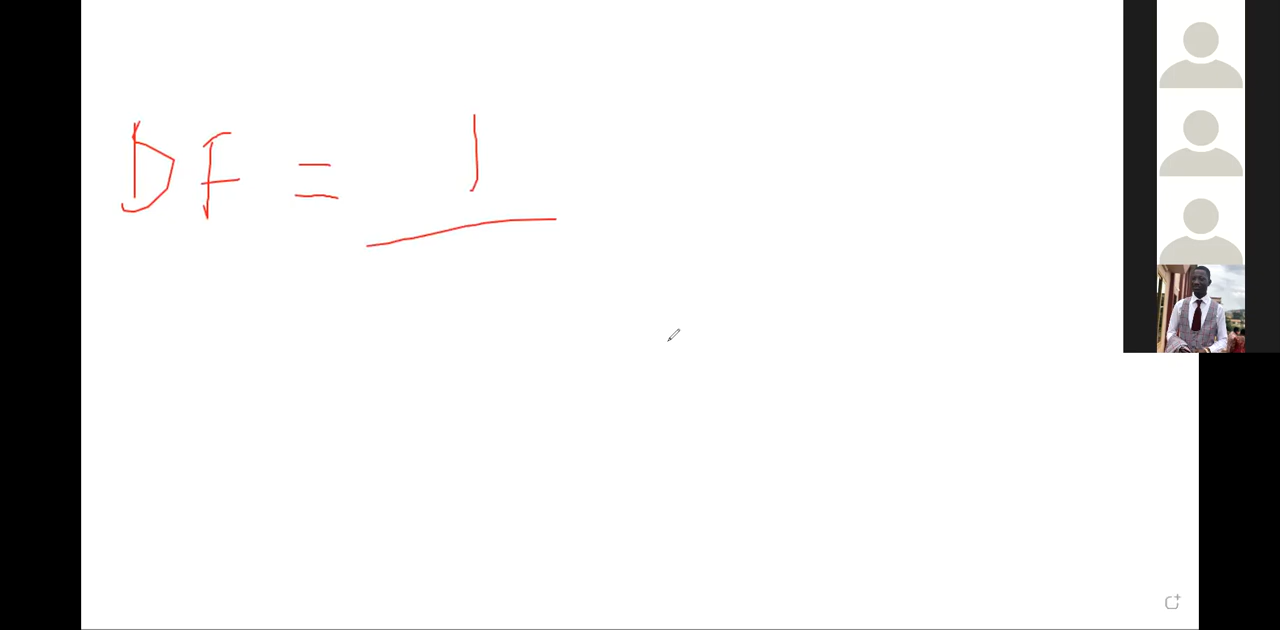 DF = 1